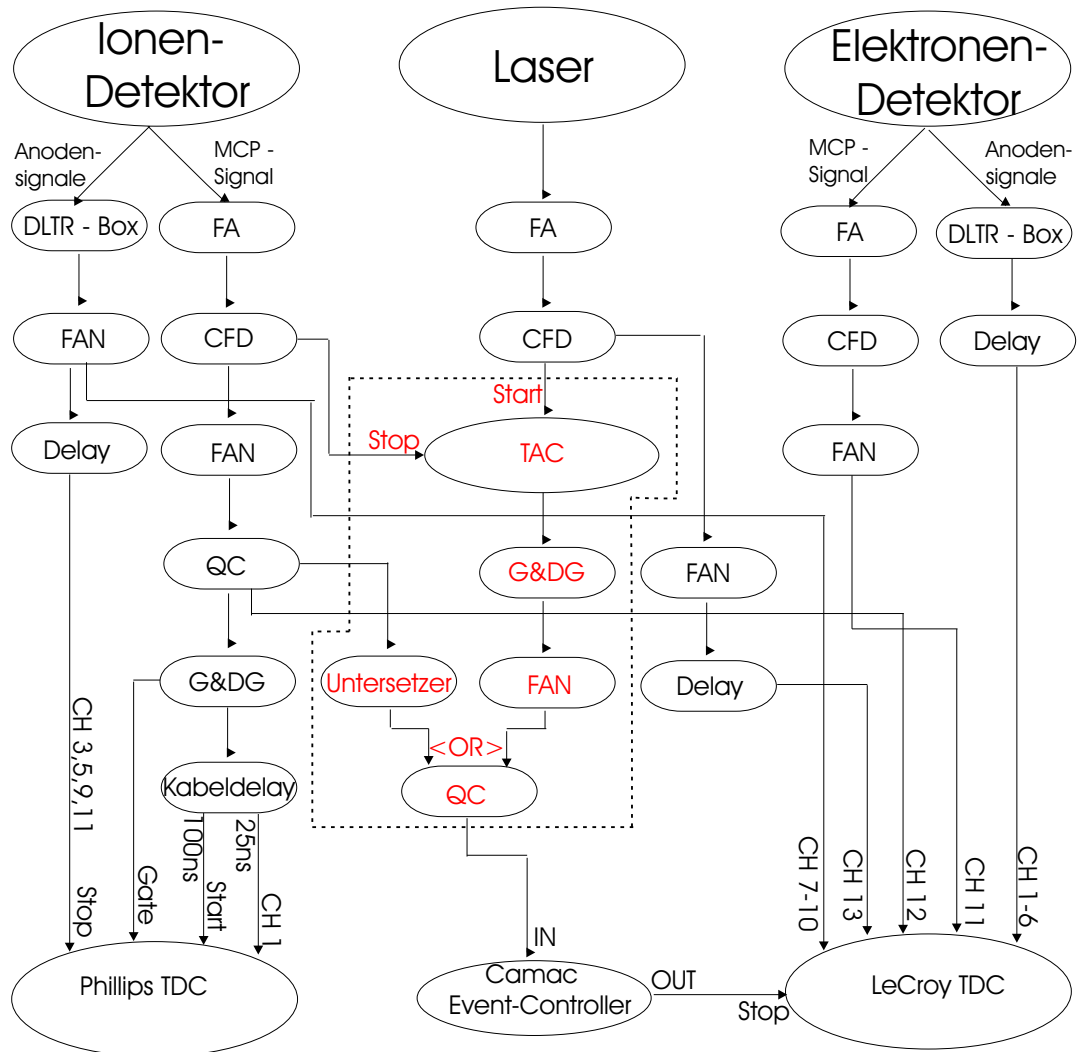 Ionen-
Detektor
Laser
Elektronen-
Detektor
Anoden-
signale
MCP -
Signal
MCP -
Signal
Anoden-
signale
DLTR - Box
FA
FA
FA
DLTR - Box
FAN
CFD
CFD
CFD
Delay
Start
Stop
TAC
Delay
FAN
FAN
QC
G&DG
FAN
G&DG
Untersetzer
FAN
Delay
<OR>
Kabeldelay
QC
CH 3,5,9,11
Stop
Gate
100ns
Start
25ns
CH 1
CH 7-10
CH 13
CH 12
CH 11
CH 1-6
IN
Phillips TDC
Camac
Event-Controller
OUT
Stop
LeCroy TDC